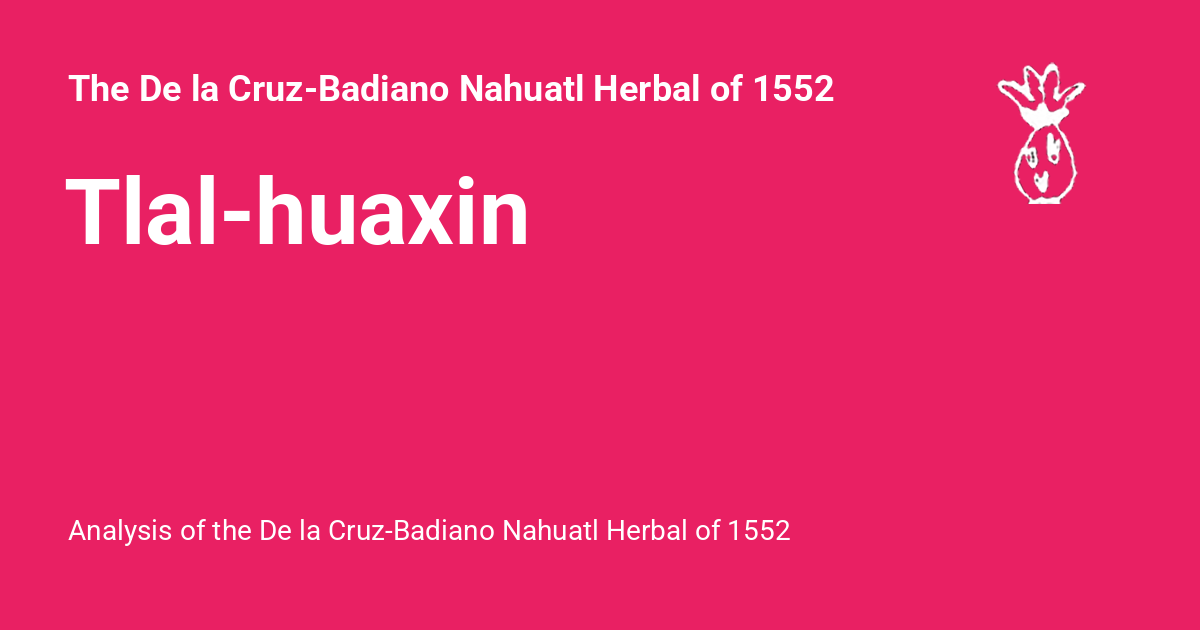 The De la Cruz-Badiano Nahuatl Herbal of 1552
Tlal-huaxin
Analysis of the De la Cruz-Badiano Nahuatl Herbal of 1552